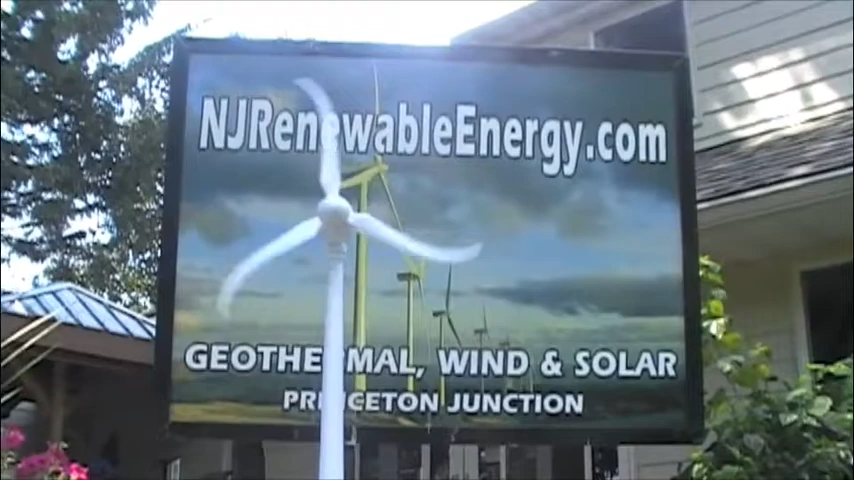 NJRenewableEnergy.com
GEOTHERMAL, WIND & SOLAR
PRINCETON JUNCTION